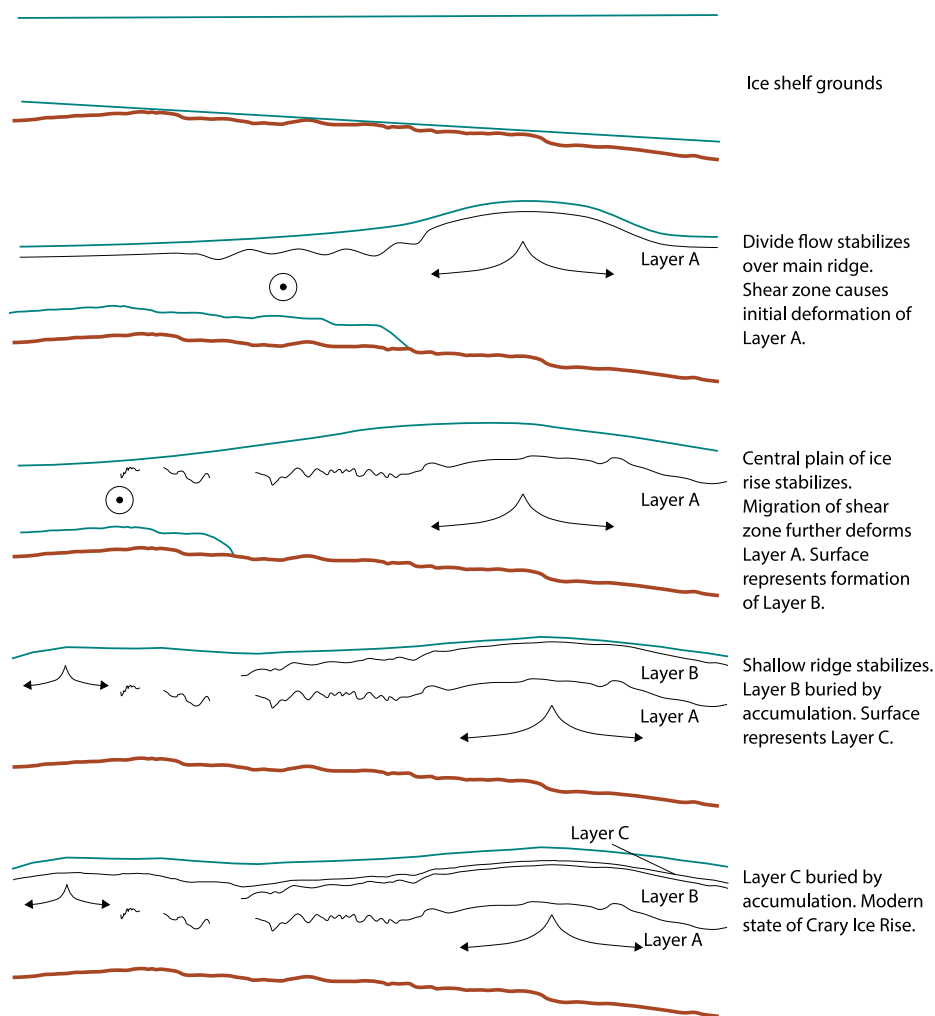 Ice shelf grounds
Layer A
Divide flow stabilizes
over main ridge.
Shear zone causes
initial deformation of
Layer A.
Layer A
Central plain of ice
rise stabilizes.
Migration of shear
zone further deforms
Layer A. Surface
represents formation
of Layer B.
Layer B
Layer A
Shallow ridge stabilizes.
Layer B buried by
accumulation. Surface
represents Layer C.
Layer C
Layer B
Layer A
Layer C buried by
accumulation. Modern
state of Crary Ice Rise.